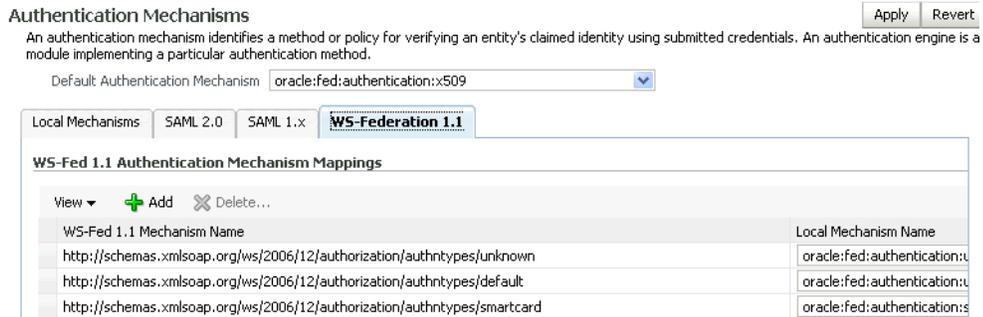 Authentication Mechanisms
Apply Revert
An authentication mechanism identifies a method or policy for verifying an entity's claimed identity using submitted credentials. An authentication engine is a
module implementing a particular authentication method.
Default Authentication Mechanism oracle:fed:authentication:x509
Local Mechanisms SAML 2.0 SAML 1.x WS-Federation 1.1
WS-Fed 1.1 Authentication Mechanism Mappings
View Add Delete...
WS-Fed 1.1 Mechanism Name Local Mechanism Name
http://schemas.xmlsoap.org/ws/2006/12/authorization/authntypes/unknown oracle:fed:authentication:u
http://schemas.xmlsoap.org/ws/2006/12/authorization/authntypes/default oracle:fed:authentication:u
http://schemas.xmlsoap.org/ws/2006/12/authorization/authntypes/smartcard oracle:fed:authentication:s